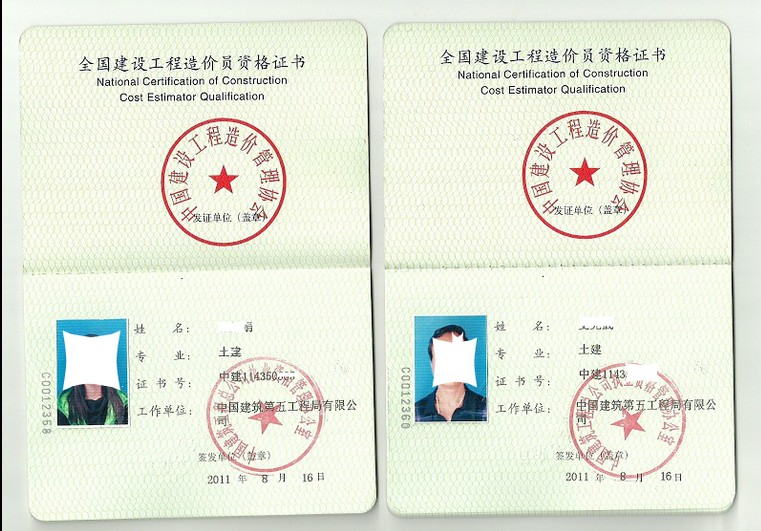 全国建设工程造价员资格证书
National Certification of Construction
Cost Estimator Qualification
中国建设工程造价管理协会
发证单位（盖章）
姓 名： 娟
专 业： 土建
证书号： 中建114350
工作单位： 中国建筑第五工程局有限公
司
签发单位（盖章）
2011 年 8 月 16 日
C0012368
全国建设工程造价员资格证书
National Certification of Construction
Cost Estimator Qualification
中国建设工程造价管理协会
发证单位（盖章）
姓 名：
专 业： 土建
证书号： 中建1143
工作单位： 中国建筑第五工程局有限公
司
签发单位（盖章）
2011 年 8 月 16 日
C0012360